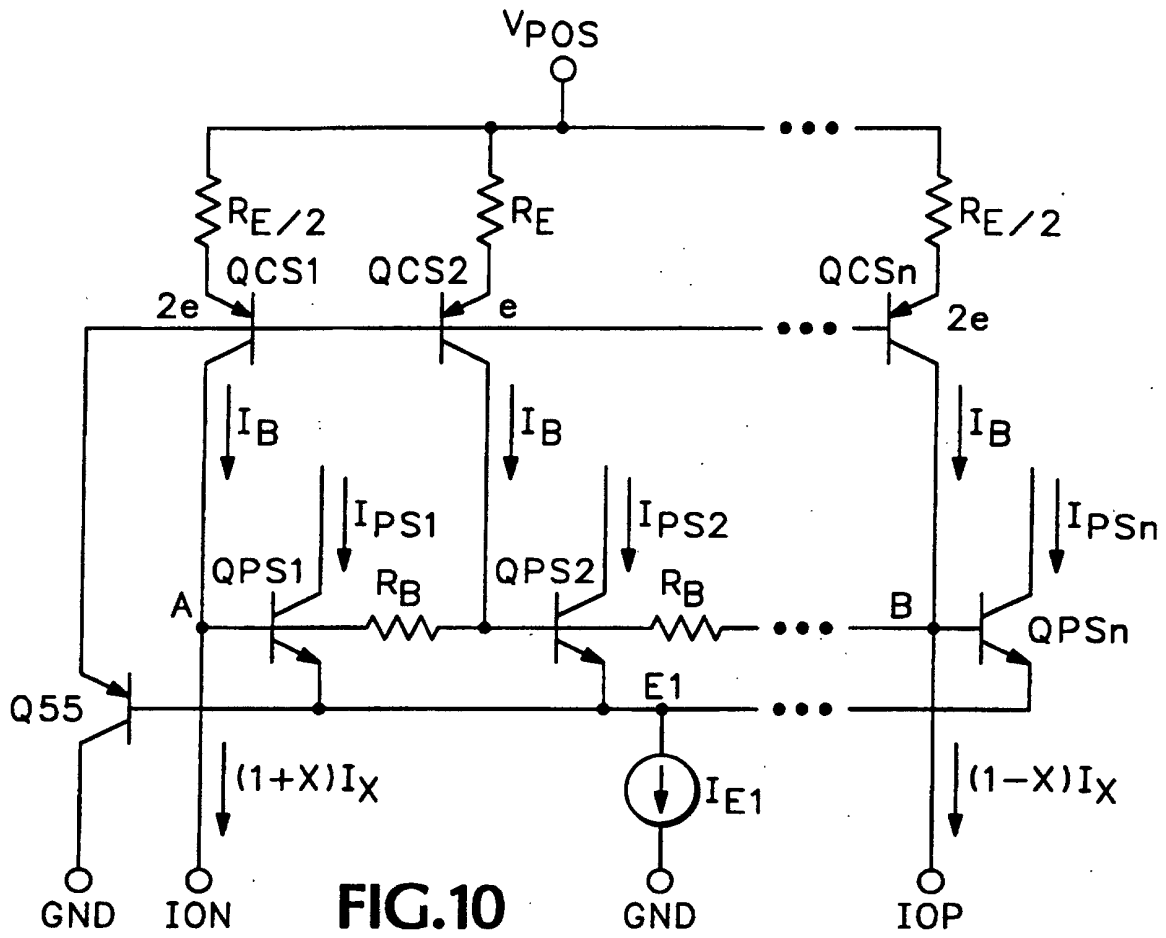 VPOS
RE/2
RE
RE/2
QCS1
QCS2
QCSn
2e
e
2e
IB
IB
IB
IPS1
IPS2
IPSn
QPS1
RB
QPS2
RB
A
B
QPSn
E1
Q55
(1+X)IX
IE1
(1-X)IX
GND
ION
FIG.10
GND
IOP